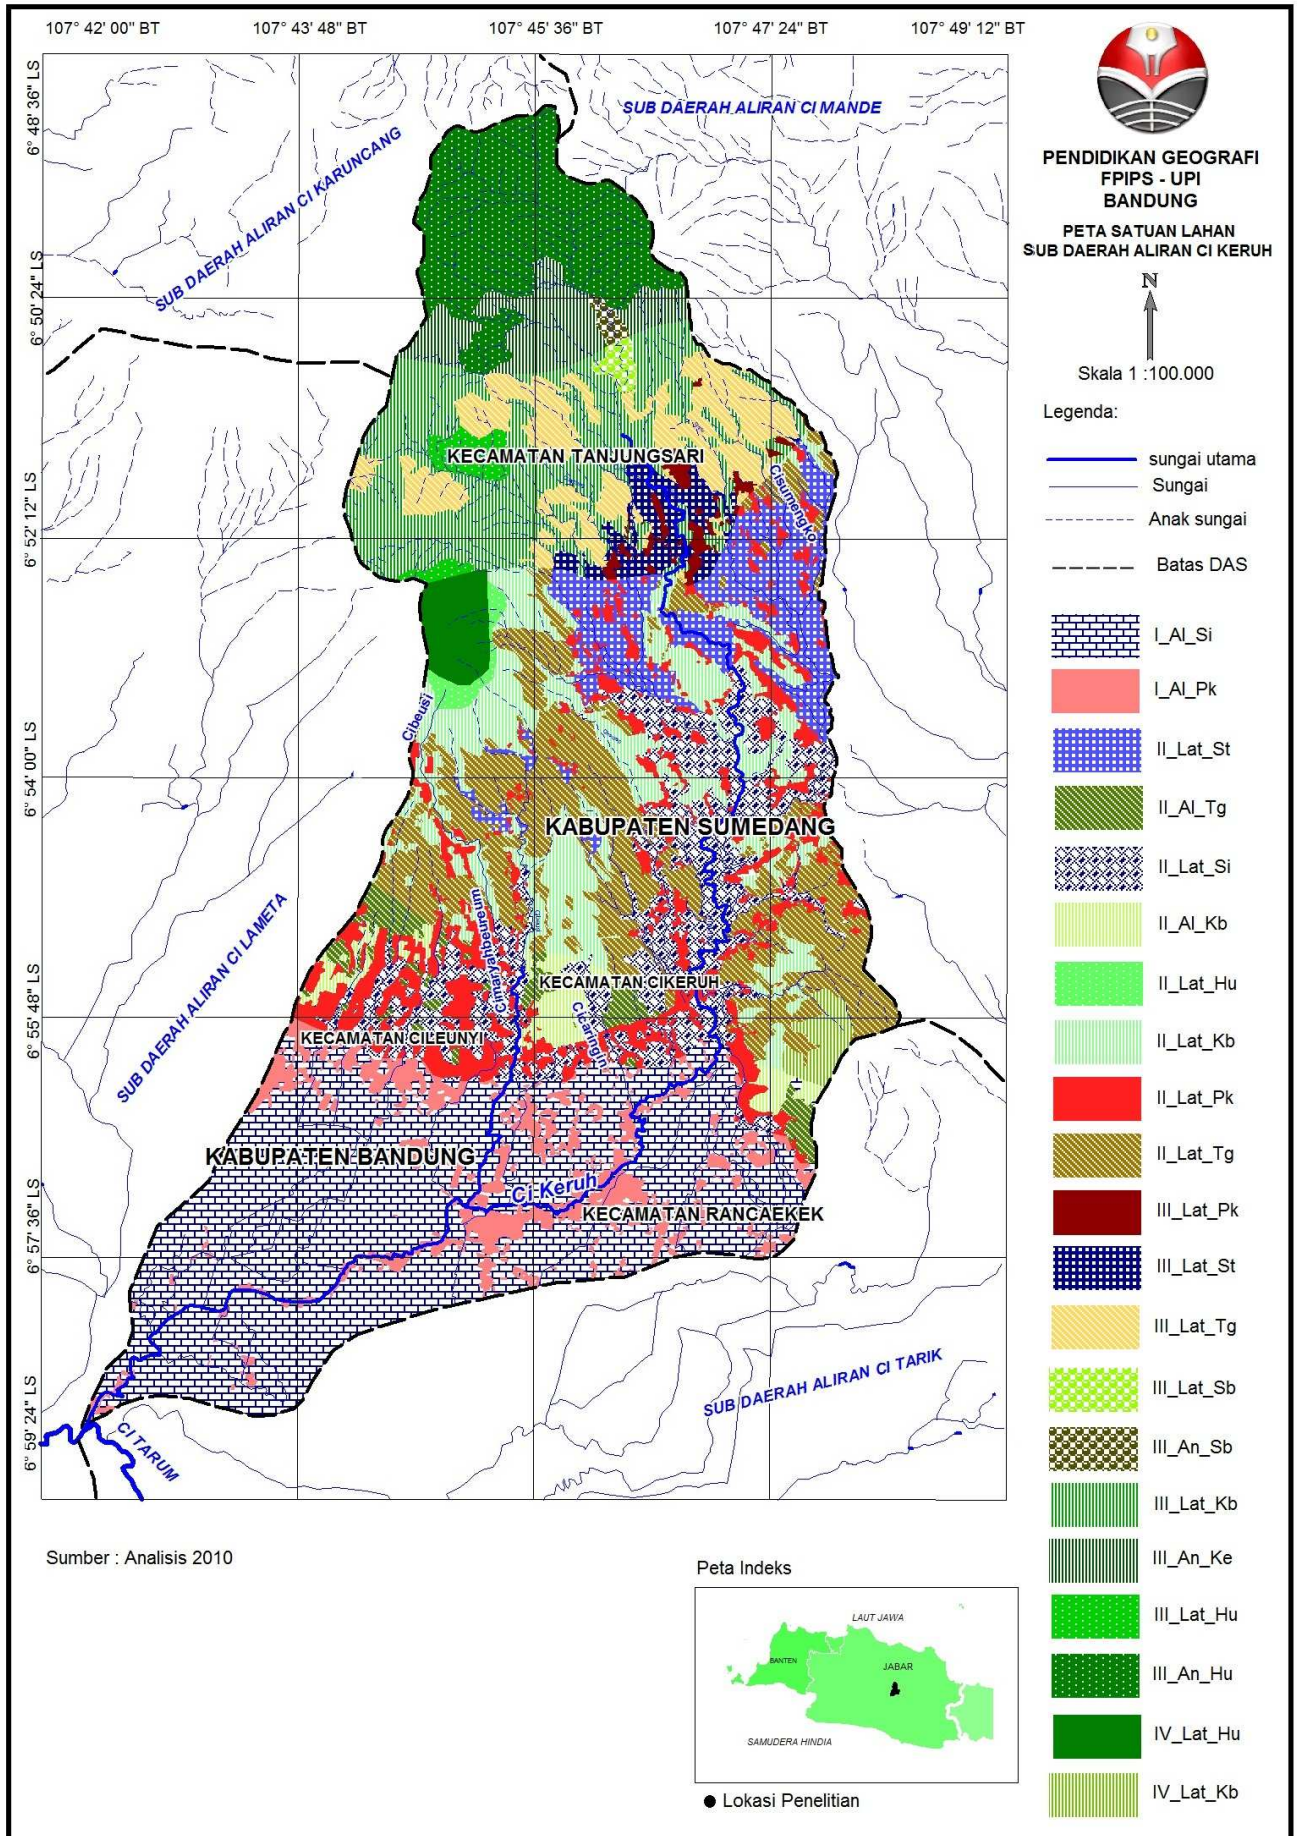 107° 42' 00" BT
107° 43' 48" BT
107° 45' 36" BT
107° 47' 24" BT
107° 49' 12" BT
6° 48' 36" LS
6° 50' 24" LS
6° 52' 12" LS
6° 54' 00" LS
6° 55' 48" LS
6° 57' 36" LS
6° 59' 24" LS
SUB DAERAH ALIRAN CI MANDE
SUB DAERAH ALIRAN CI KARUNCANG
KECAMATAN TANJUNGSARI
Cisumengko
Cibeusi
KABUPATEN SUMEDANG
SUB DAERAH ALIRAN CI LAMETA
Cimaryahbeureum
KECAMATAN CIKERUH
Cicaringin
KECAMATAN CILEUNYI
KABUPATEN BANDUNG
Ci Keruh
KECAMATAN RANCAEKEK
SUB DAERAH ALIRAN CI TARIK
CI TARUM
PENDIDIKAN GEOGRAFI
FPIPS - UPI
BANDUNG
PETA SATUAN LAHAN
SUB DAERAH ALIRAN CI KERUH
N
Skala 1 :100.000
Legenda:
sungai utama
Sungai
Anak sungai
Batas DAS
I_Al_Si
I_Al_Pk
II_Lat_St
II_Al_Tg
II_Lat_Si
II_Al_Kb
II_Lat_Hu
II_Lat_Kb
II_Lat_Pk
II_Lat_Tg
III_Lat_Pk
III_Lat_St
III_Lat_Tg
III_Lat_Sb
III_An_Sb
III_Lat_Kb
III_An_Ke
III_Lat_Hu
III_An_Hu
IV_Lat_Hu
IV_Lat_Kb
Sumber : Analisis 2010
Peta Indeks
LAUT JAWA
BANTEN
JABAR
SAMUDERA HINDIA
Lokasi Penelitian